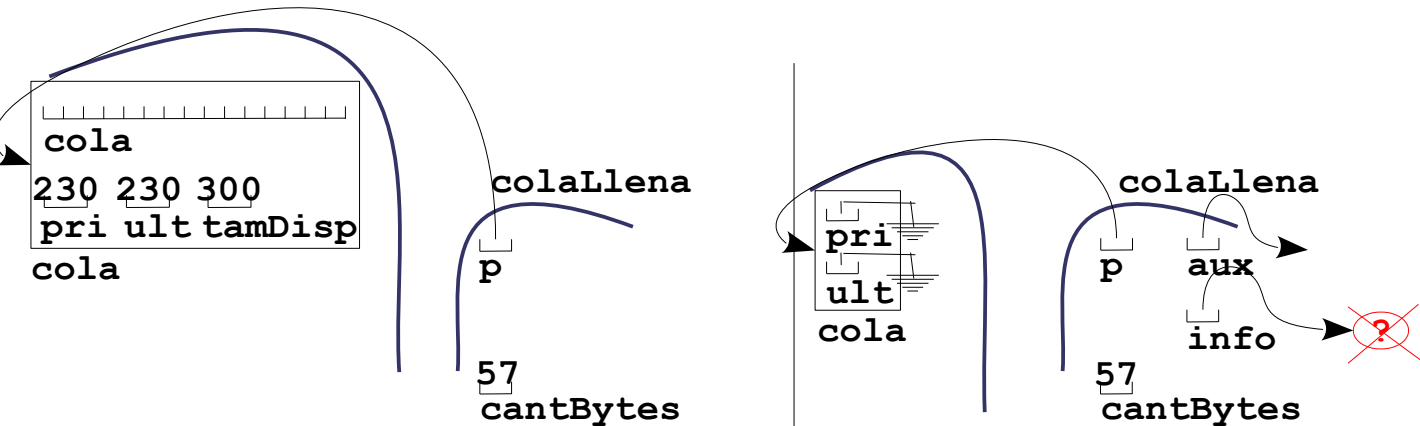 cola
230 230 300
pri ult tamDisp
cola
colaLlena
p
57
cantBytes
colaLlena
pri
ult
cola
p aux
info
?
57
cantBytes